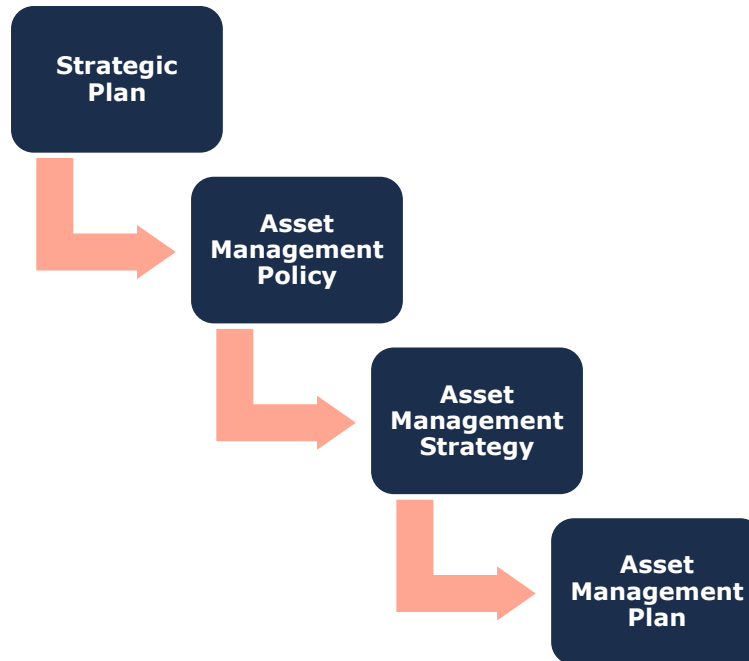 Strategic
Plan
Asset
Management
Policy
Asset
Management
Strategy
Asset
Management
Plan